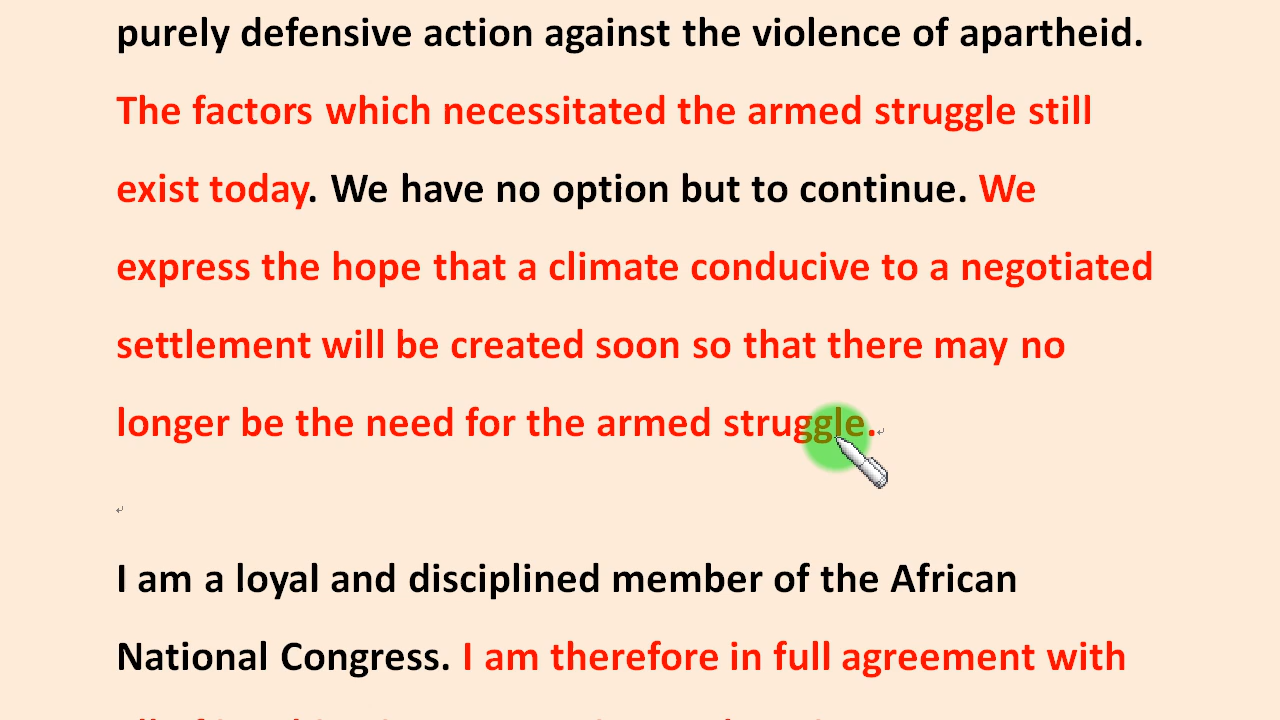 purely defensive action against the violence of apartheid.
The factors which necessitated the armed struggle still
exist today. We have no option but to continue. We
express the hope that a climate conducive to a negotiated
settlement will be created soon so that there may no
longer be the need for the armed struggle.
I am a loyal and disciplined member of the African
National Congress. I am therefore in full agreement with